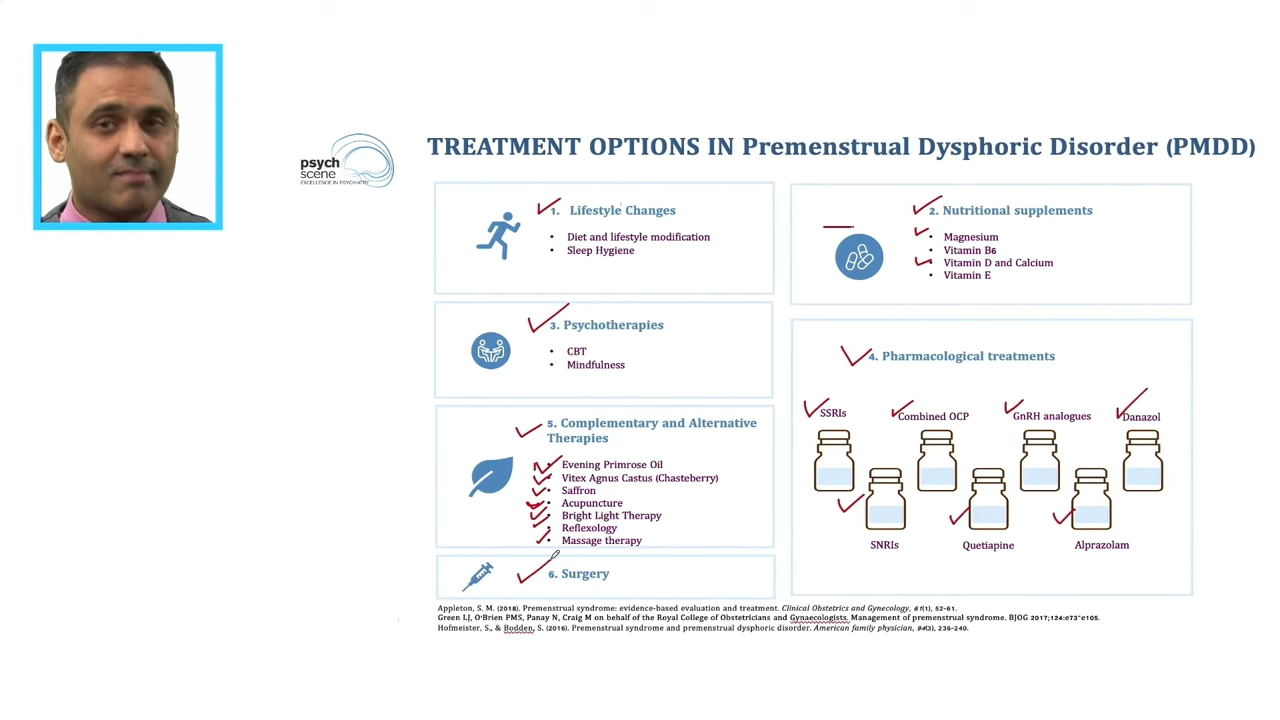 psych
scene
EXCELLENCE IN PSYCHIATRY
TREATMENT OPTIONS IN Premenstrual Dysphoric Disorder (PMDD)
1. Lifestyle Changes
• Diet and lifestyle modification
• Sleep Hygiene
2. Nutritional supplements
• Magnesium
• Vitamin B6
• Vitamin D and Calcium
• Vitamin E
3. Psychotherapies
• CBT
• Mindfulness
4. Pharmacological treatments
SSRIs
Combined OCP
GnRH analogues
Danazol
SNRIs
Quetiapine
Alprazolam
5. Complementary and Alternative
Therapies
• Evening Primrose Oil
• Vitex Agnus Castus (Chasteberry)
• Saffron
• Acupuncture
• Bright Light Therapy
• Reflexology
• Massage therapy
6. Surgery
Appleton, S. M. (2018). Premenstrual syndrome: evidence-based evaluation and treatment. Clinical Obstetrics and Gynecology, 61(1), 52-61.
Green LJ, O'Brien PMS, Panay N, Craig M on behalf of the Royal College of Obstetricians and Gynaecologists. Management of premenstrual syndrome. BJOG 2017;124:e73–e105.
Hofmeister, S., & Bodden, S. (2016). Premenstrual syndrome and premenstrual dysphoric disorder. American family physician, 94(3), 236-240.